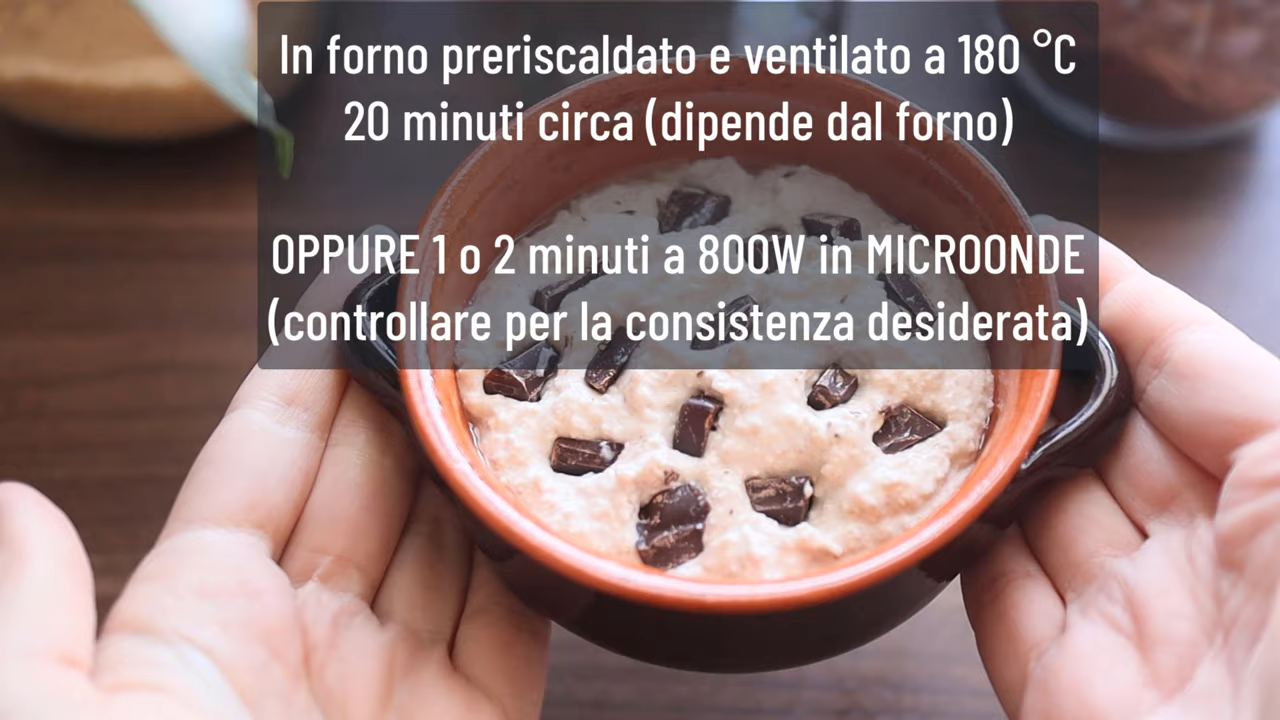 In forno preriscaldato e ventilato a 180 °C
20 minuti circa (dipende dal forno)
OPPURE 1 o 2 minuti a 800W in MICROONDE
(controllare per la consistenza desiderata)